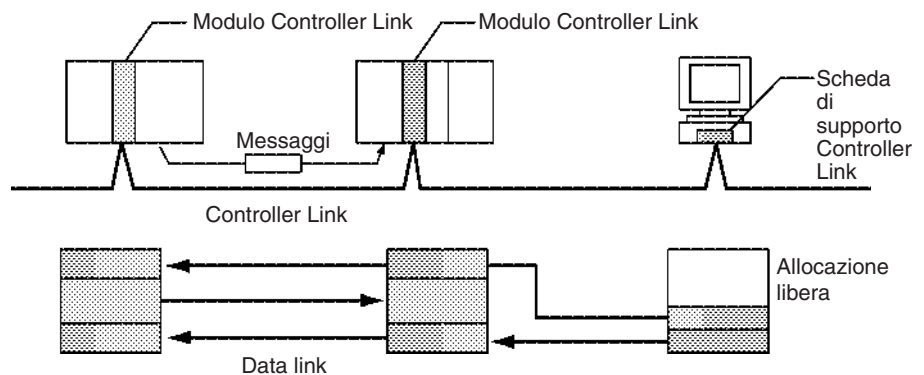 Modulo Controller Link
Modulo Controller Link
Scheda
di
supporto
Controller
Link
Messaggi
Controller Link
Allocazione
libera
Data link